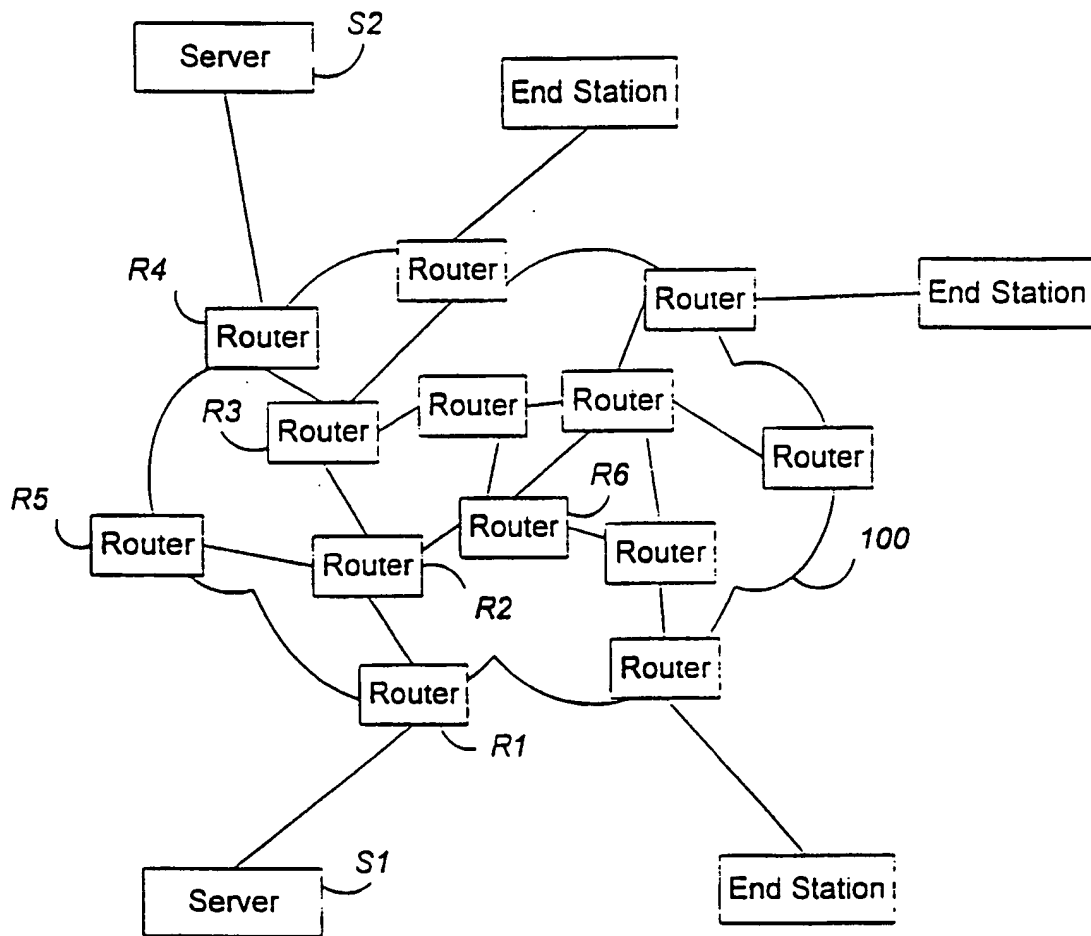 S2
Server
End Station
Router
R4
Router
End Station
Router
Router
Router
R3
Router
Router
R6
R5
Router
Router
Router
100
Router
R2
Router
Router
R1
S1
Server
End Station